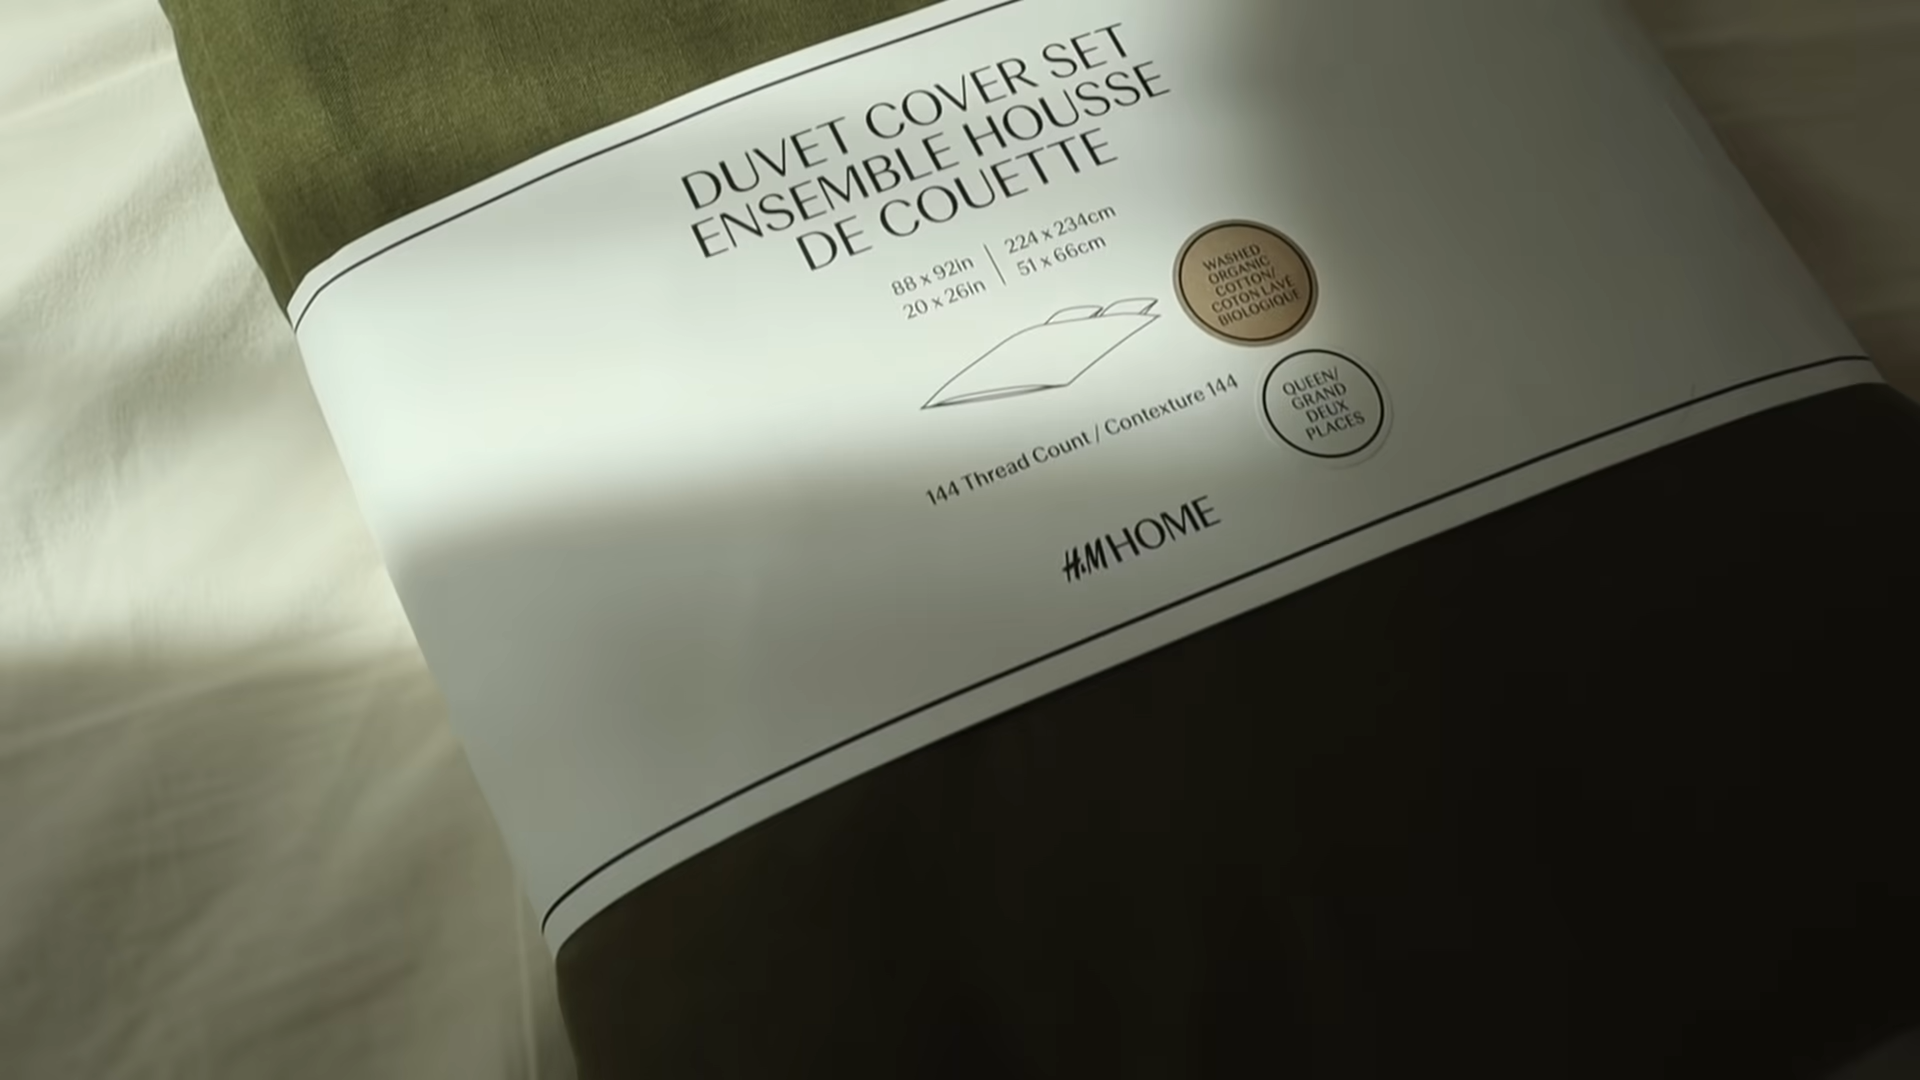 DUVET COVER SET
ENSEMBLE HOUSSE
DE COUETTE
88 x 92in | 224 x 234cm
20 x 26in | 51 x 66cm
WASHED
ORGANIC
COTTON/
COTON LAVÉ
BIOLOGIQUE
QUEEN/
GRAND
DEUX
PLACES
144 Thread Count / Contexture 144
H&M HOME